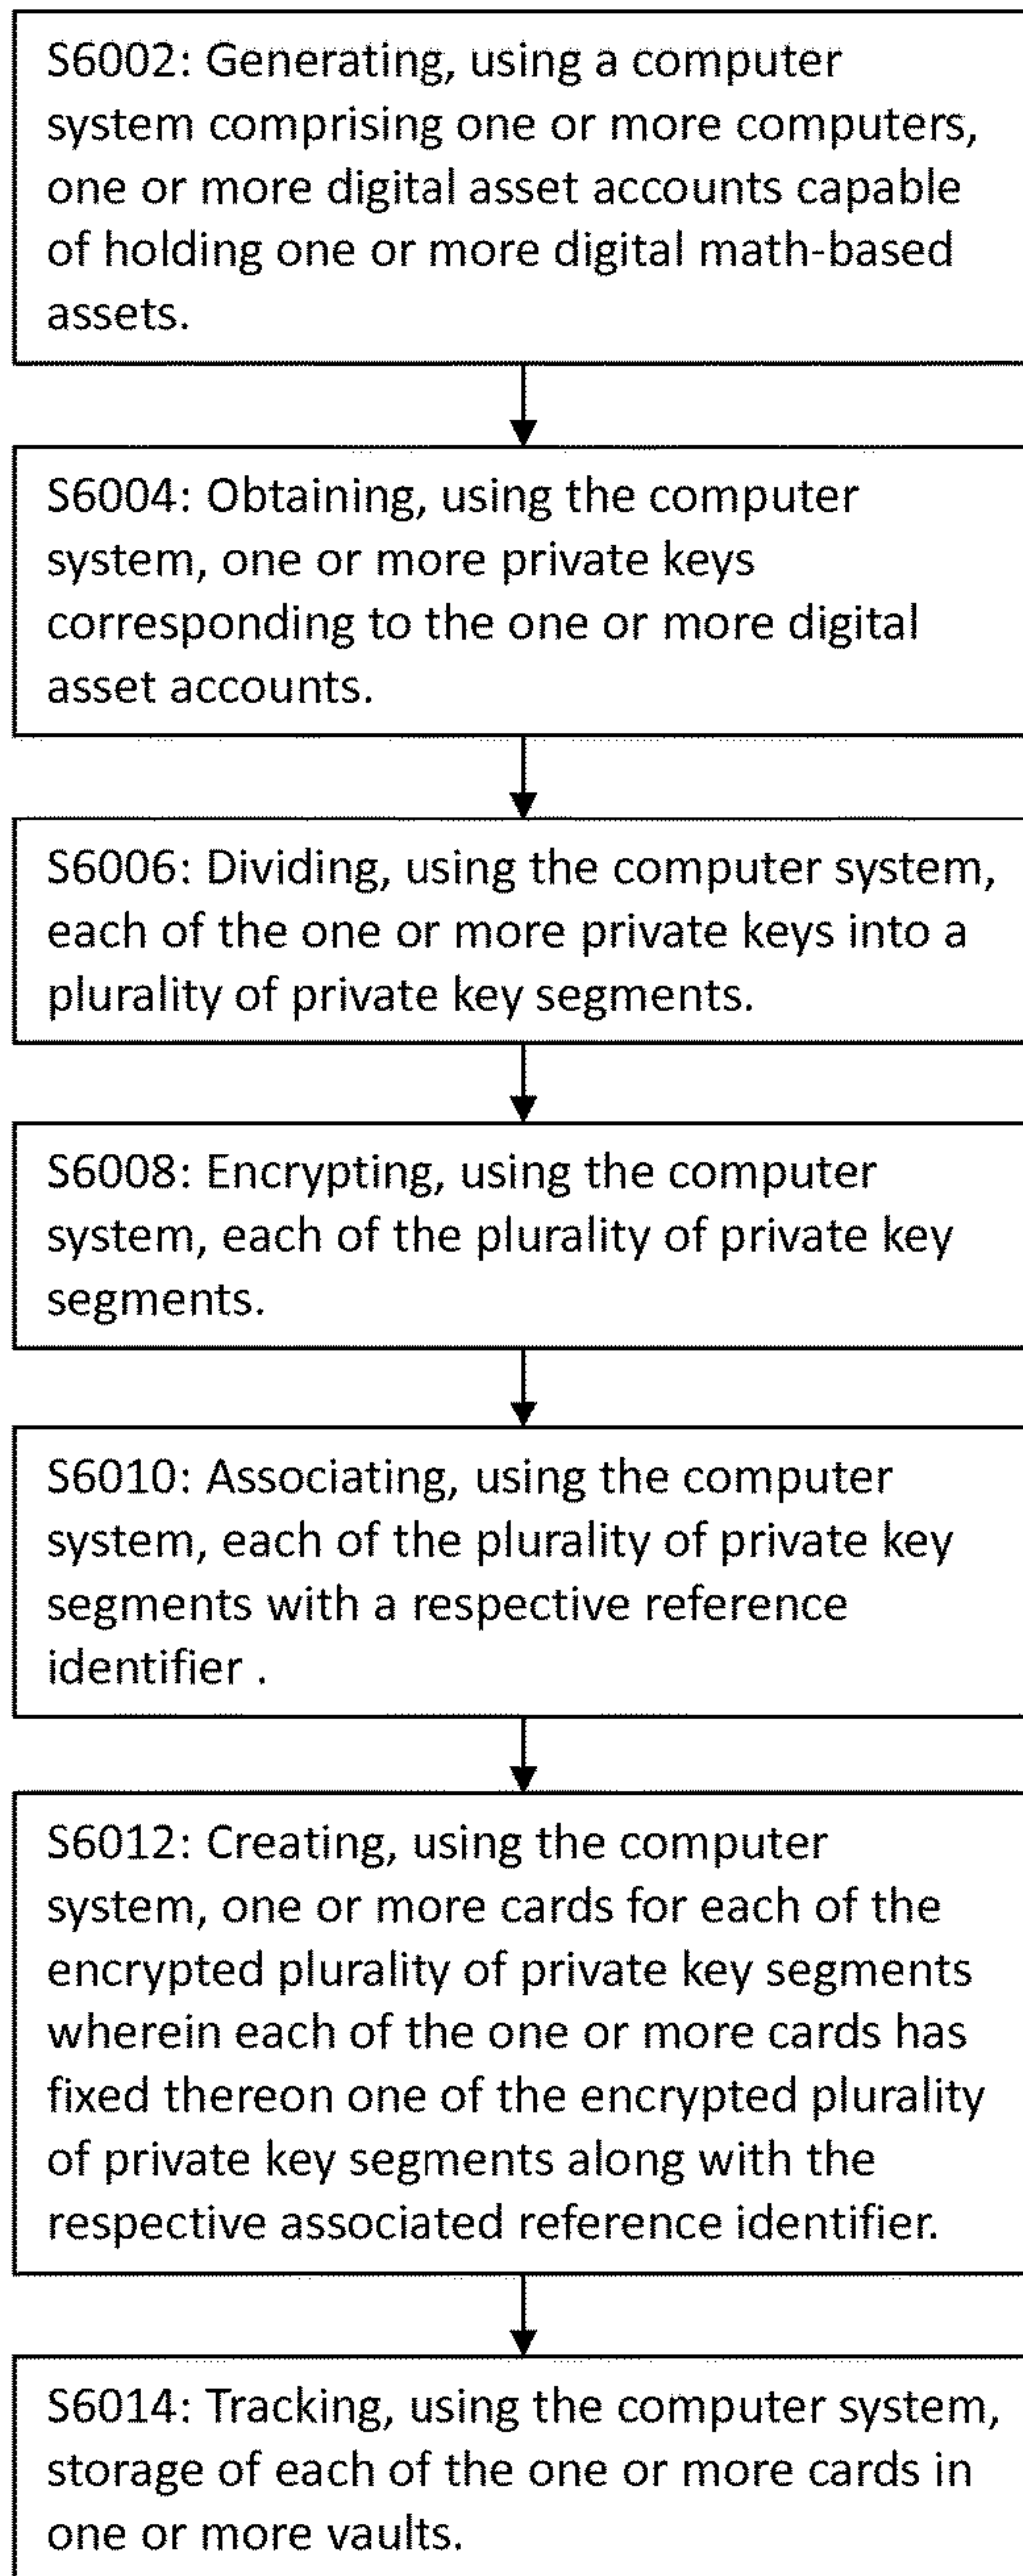 S6002: Generating, using a computer
system comprising one or more computers,
one or more digital asset accounts capable
of holding one or more digital math-based
assets.
S6004: Obtaining, using the computer
system, one or more private keys
corresponding to the one or more digital
asset accounts.
S6006: Dividing, using the computer system,
each of the one or more private keys into a
plurality of private key segments.
S6008: Encrypting, using the computer
system, each of the plurality of private key
segments.
S6010: Associating, using the computer
system, each of the plurality of private key
segments with a respective reference
identifier .
S6012: Creating, using the computer
system, one or more cards for each of the
encrypted plurality of private key segments
wherein each of the one or more cards has
fixed thereon one of the encrypted plurality
of private key segments along with the
respective associated reference identifier.
S6014: Tracking, using the computer system,
storage of each of the one or more cards in
one or more vaults.